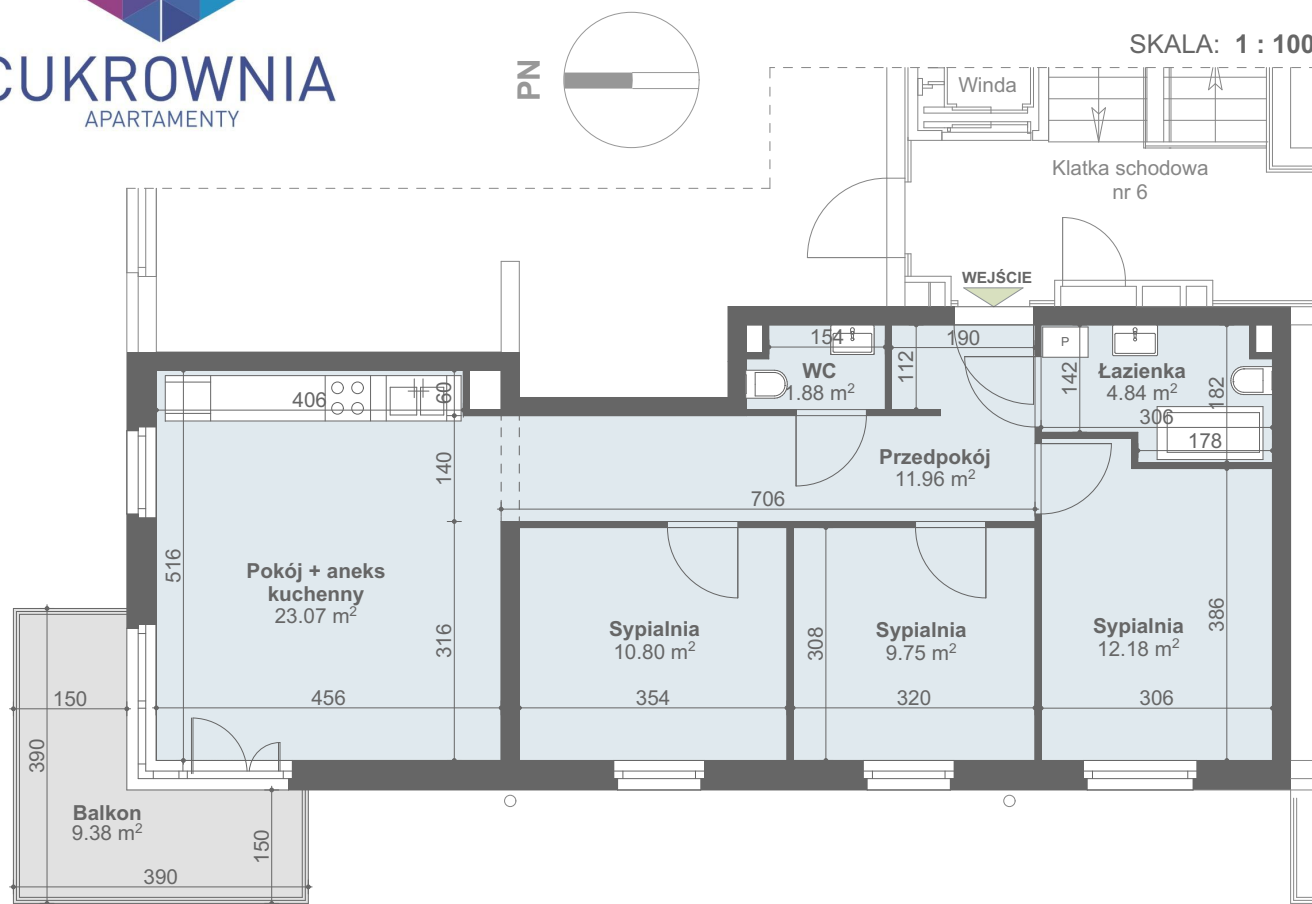 CUKROWNIA
APARTAMENTY
PN
SKALA: 1 : 100
Winda
Klatka schodowa
nr 6
WEJŚCIE
154
190
P
WC
1.88 m²
112
142
Łazienka
4.84 m²
182
306
178
406
60
140
Przedpokój
11.96 m²
706
516
Pokój + aneks
kuchenny
23.07 m²
316
Sypialnia
10.80 m²
308
Sypialnia
9.75 m²
Sypialnia
12.18 m²
386
150
456
354
320
306
390
Balkon
9.38 m²
150
390